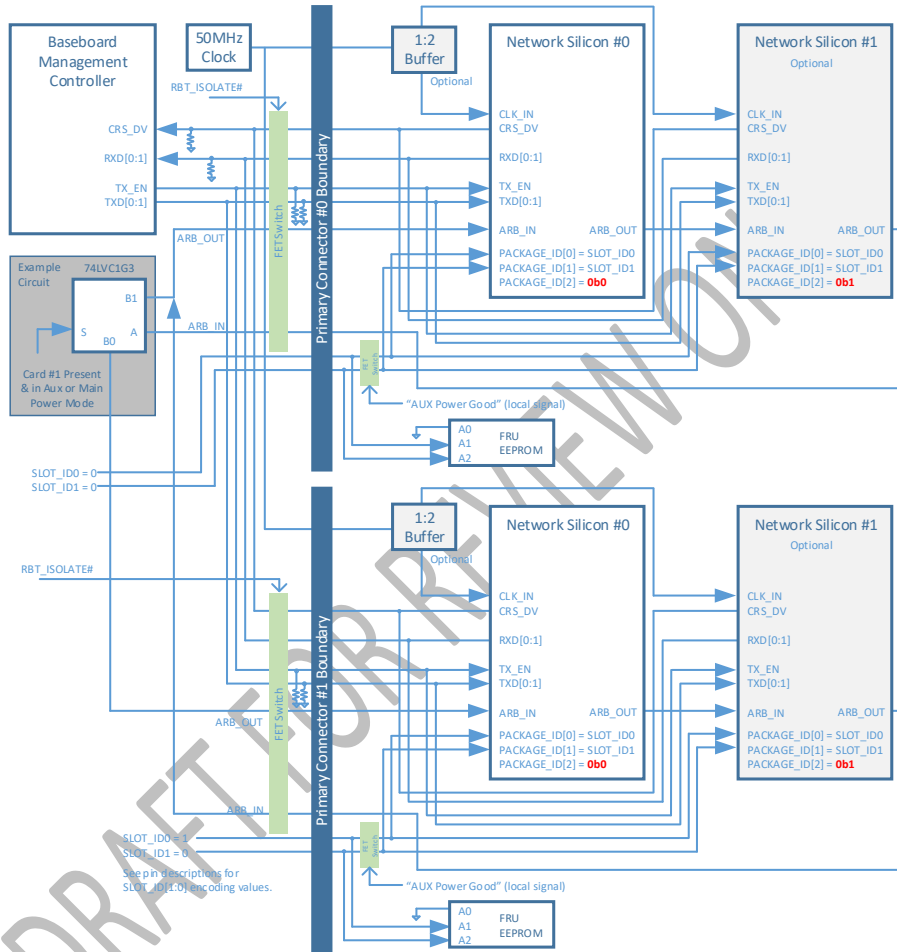 Baseboard
Management
Controller
CRS_DV
RXD[0:1]
TX_EN
TXD[0:1]
50MHz
Clock
RBT_ISOLATE#
FET Switch
Primary Connector #0 Boundary
1:2
Buffer
Optional
Network Silicon #0
CLK_IN
CRS_DV
RXD[0:1]
TX_EN
TXD[0:1]
ARB_IN
ARB_OUT
PACKAGE_ID[0] = SLOT_ID0
PACKAGE_ID[1] = SLOT_ID1
PACKAGE_ID[2] = 0b0
Network Silicon #1
Optional
CLK_IN
CRS_DV
RXD[0:1]
TX_EN
TXD[0:1]
ARB_IN
ARB_OUT
PACKAGE_ID[0] = SLOT_ID0
PACKAGE_ID[1] = SLOT_ID1
PACKAGE_ID[2] = 0b1
ARB_OUT
ARB_IN
Example
Circuit
74LVC1G3
B1
S
A
B0
Card #1 Present
& in Aux or Main
Power Mode
FET
Switch
"AUX Power Good" (local signal)
A0
A1
A2
FRU
EEPROM
SLOT_ID0 = 0
SLOT_ID1 = 0
RBT_ISOLATE#
FET Switch
Primary Connector #1 Boundary
1:2
Buffer
Optional
Network Silicon #0
CLK_IN
CRS_DV
RXD[0:1]
TX_EN
TXD[0:1]
ARB_IN
ARB_OUT
PACKAGE_ID[0] = SLOT_ID0
PACKAGE_ID[1] = SLOT_ID1
PACKAGE_ID[2] = 0b0
Network Silicon #1
Optional
CLK_IN
CRS_DV
RXD[0:1]
TX_EN
TXD[0:1]
ARB_IN
ARB_OUT
PACKAGE_ID[0] = SLOT_ID0
PACKAGE_ID[1] = SLOT_ID1
PACKAGE_ID[2] = 0b1
ARB_OUT
ARB_IN
SLOT_ID0 = 1
SLOT_ID1 = 0
See pin descriptions for
SLOT_ID[1:0] encoding values.
FET
Switch
"AUX Power Good" (local signal)
A0
A1
A2
FRU
EEPROM
DRAFT FOR REVIEW ON